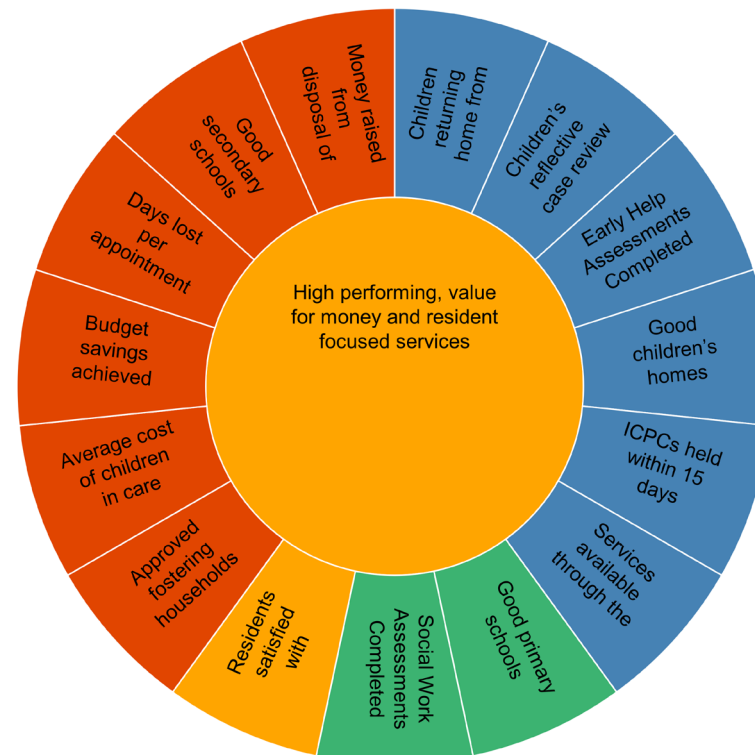 High performing, value
for money and resident
focused services
Children
returning
home from
Children's
reflective
case review
Early Help
Assessments
Completed
Good
children's
homes
ICPCs held
within 15
days
Services
available
through the
Good primary
schools
Social Work
Assessments
Completed
Residents
satisfied
with
Approved
fostering
households
Average cost
of children
in care
Budget
savings
achieved
Days lost
per
appointment
Good
secondary
schools
Money raised
from
disposal of